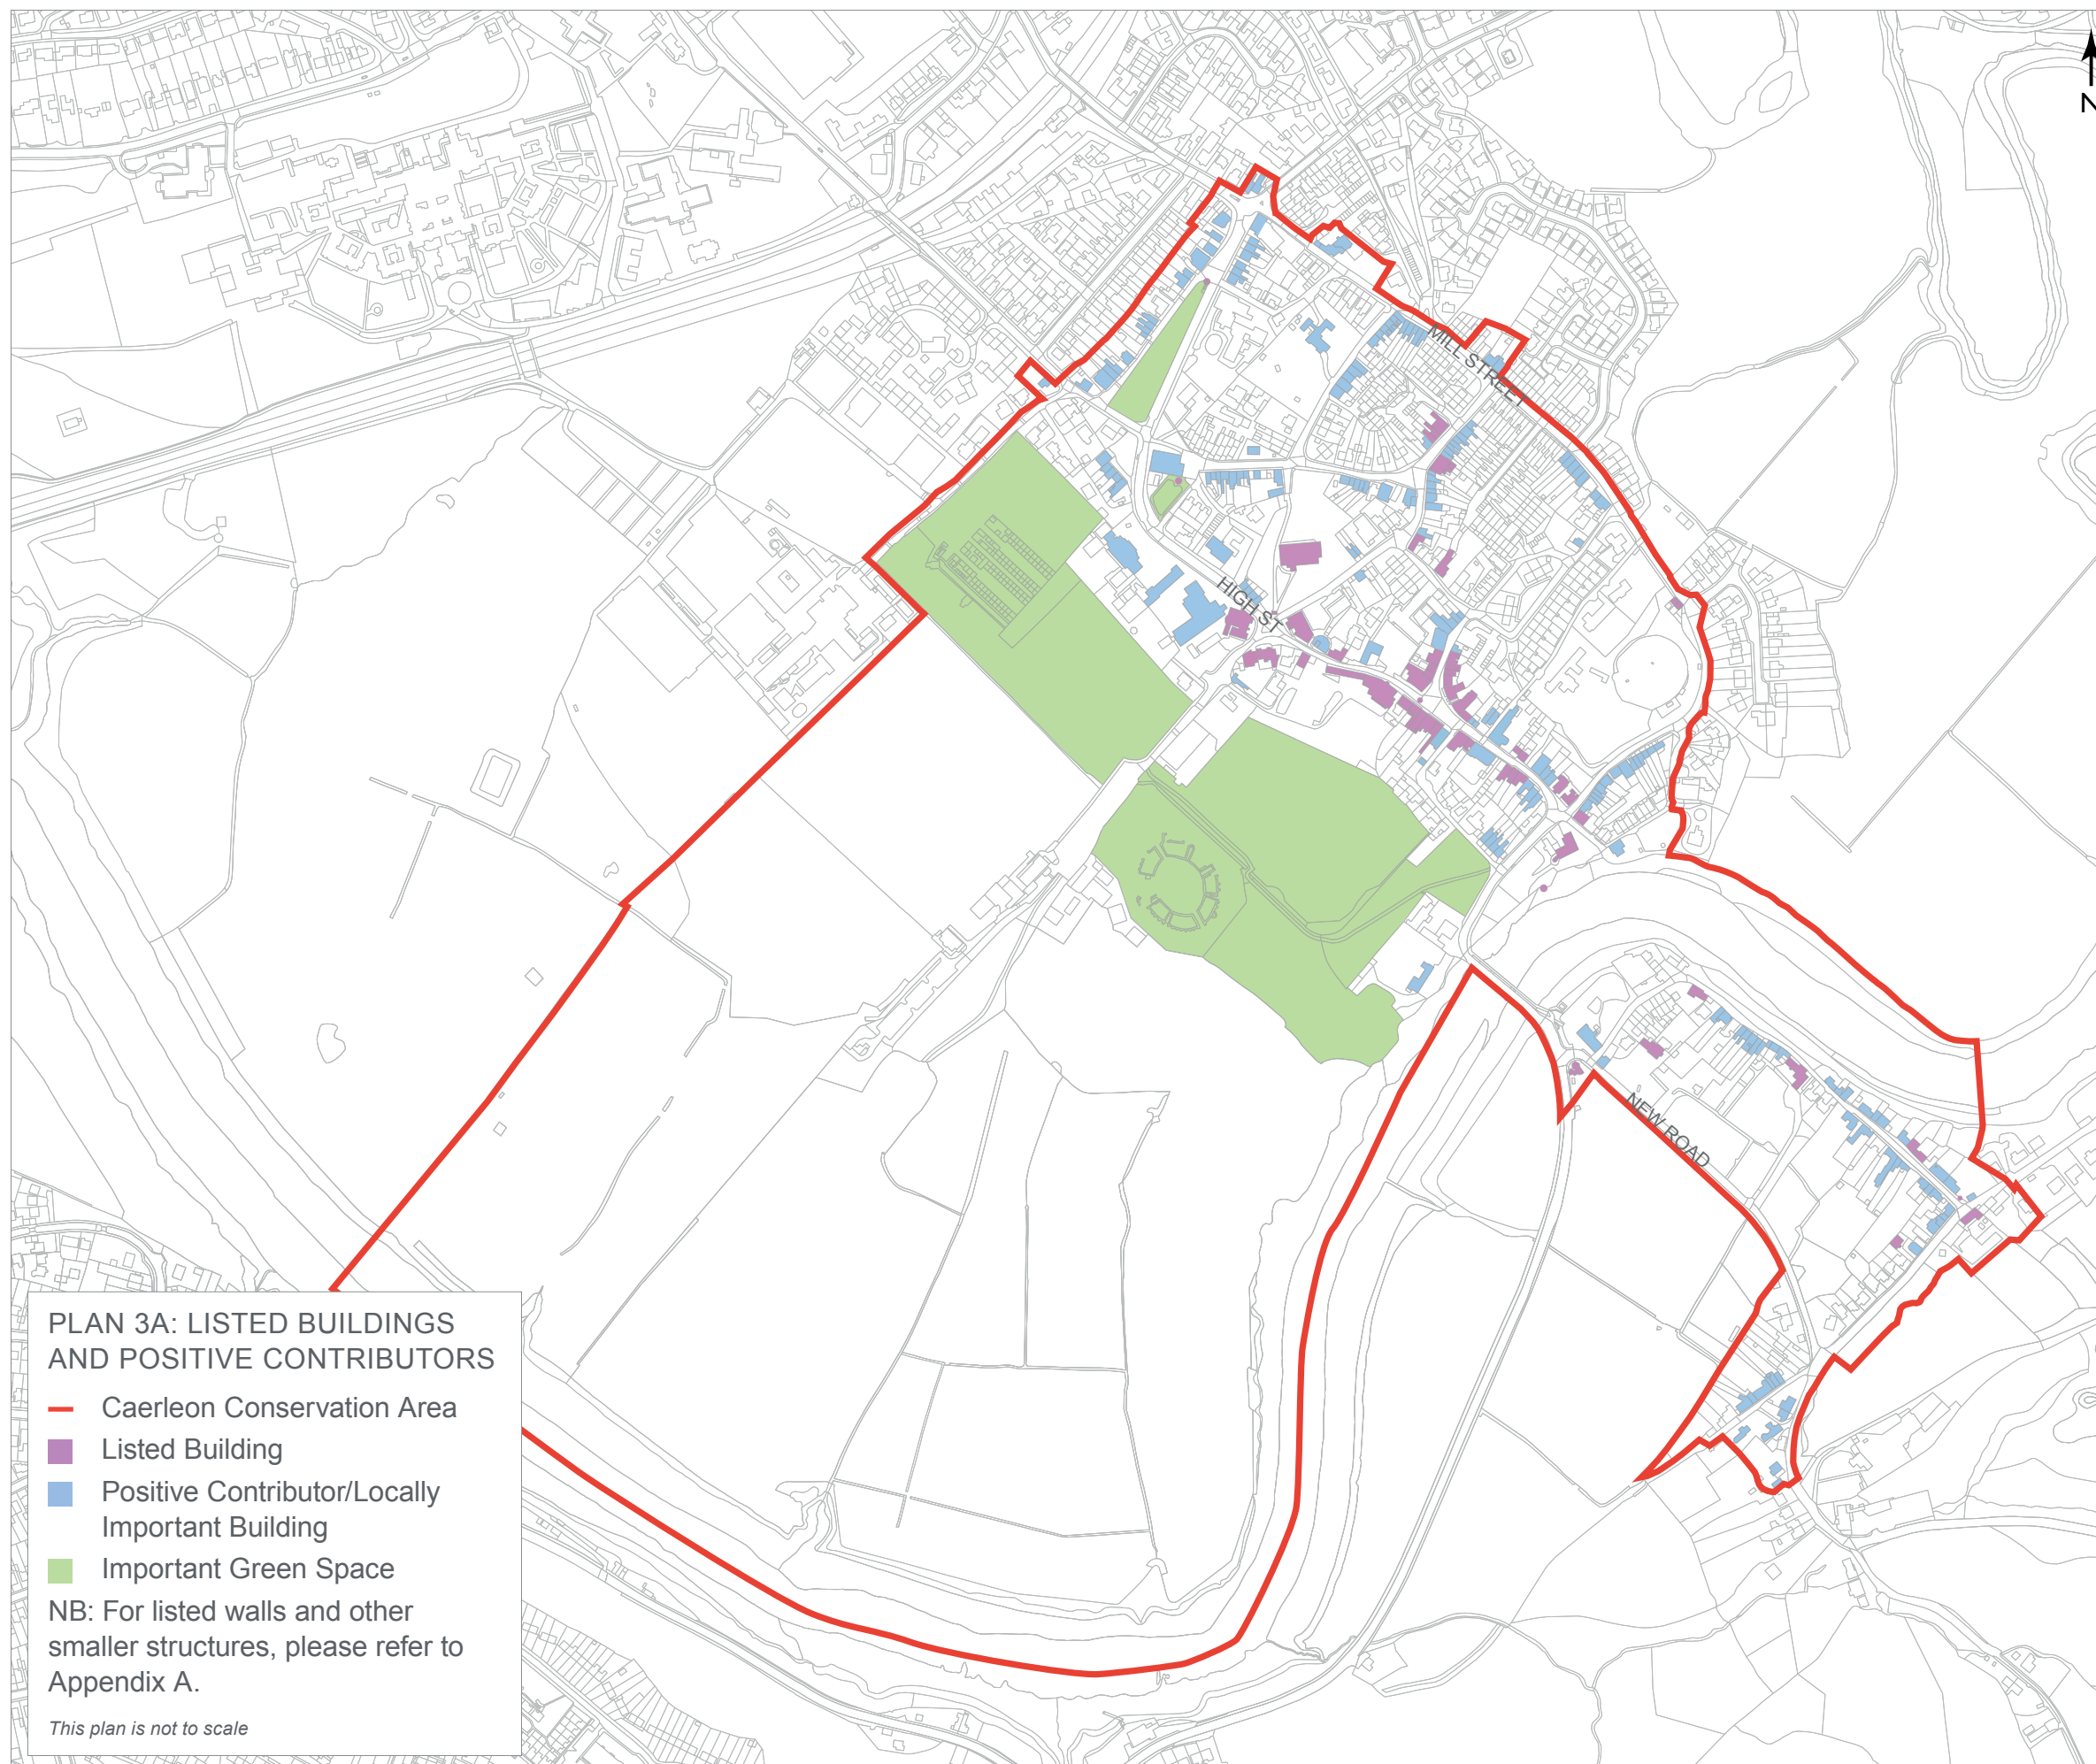 N
MILL STREET
HIGH ST
NEW ROAD
PLAN 3A: LISTED BUILDINGS
AND POSITIVE CONTRIBUTORS
Caerleon Conservation Area
Listed Building
Positive Contributor/Locally
Important Building
Important Green Space
NB: For listed walls and other
smaller structures, please refer to
Appendix A.
This plan is not to scale